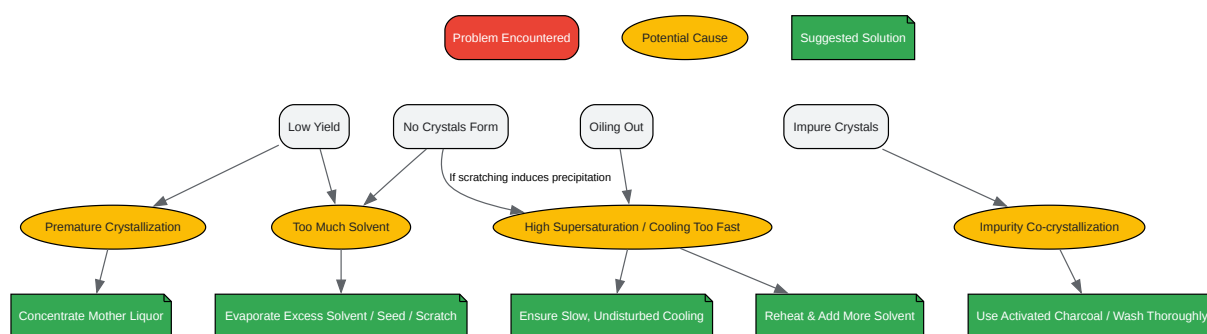 Problem Encountered
Potential Cause
Suggested Solution
Low Yield
No Crystals Form
Oiling Out
Impure Crystals
If scratching induces precipitation
Premature Crystallization
Too Much Solvent
High Supersaturation / Cooling Too Fast
Impurity Co-crystallization
Concentrate Mother Liquor
Evaporate Excess Solvent / Seed / Scratch
Ensure Slow, Undisturbed Cooling
Reheat & Add More Solvent
Use Activated Charcoal / Wash Thoroughly